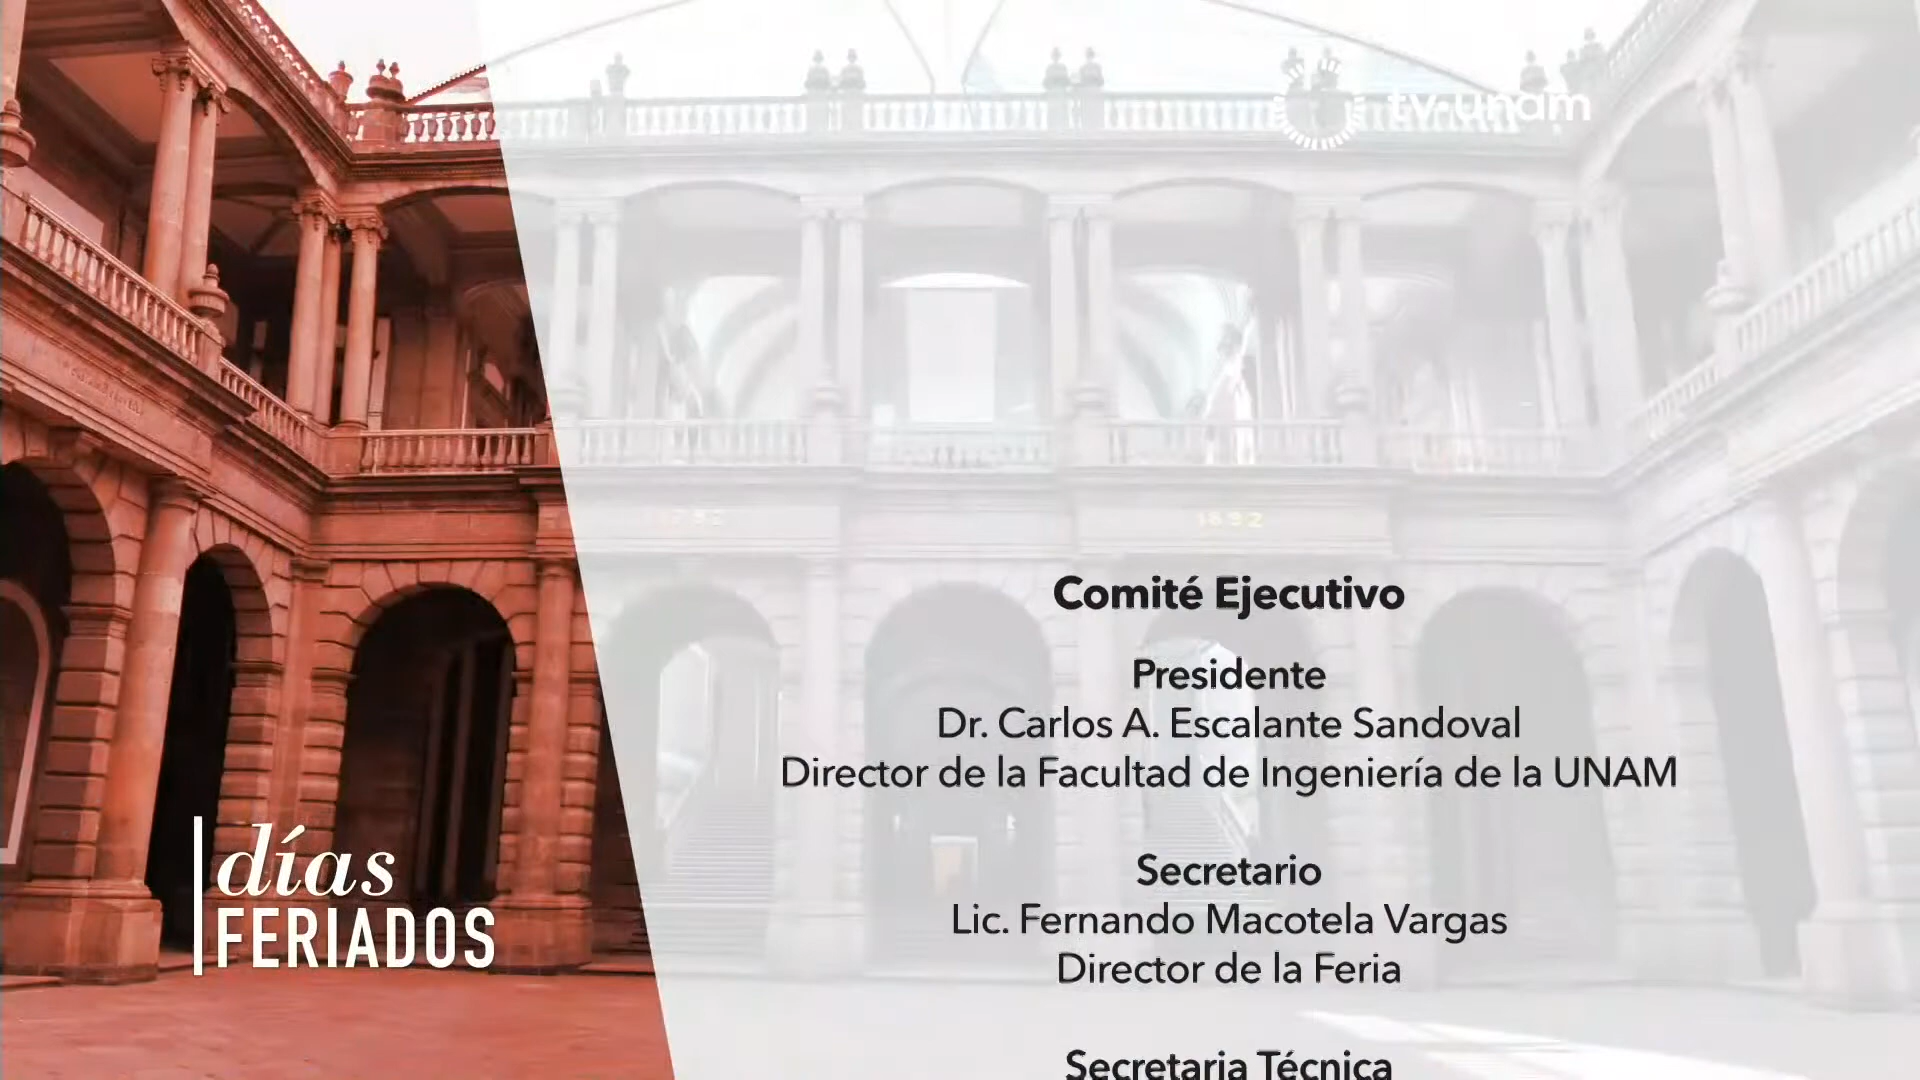 tv·unam
1892
Comité Ejecutivo
Presidente
Dr. Carlos A. Escalante Sandoval
Director de la Facultad de Ingeniería de la UNAM
Secretario
Lic. Fernando Macotela Vargas
Director de la Feria
Secretaria Técnica
días
FERIADOS